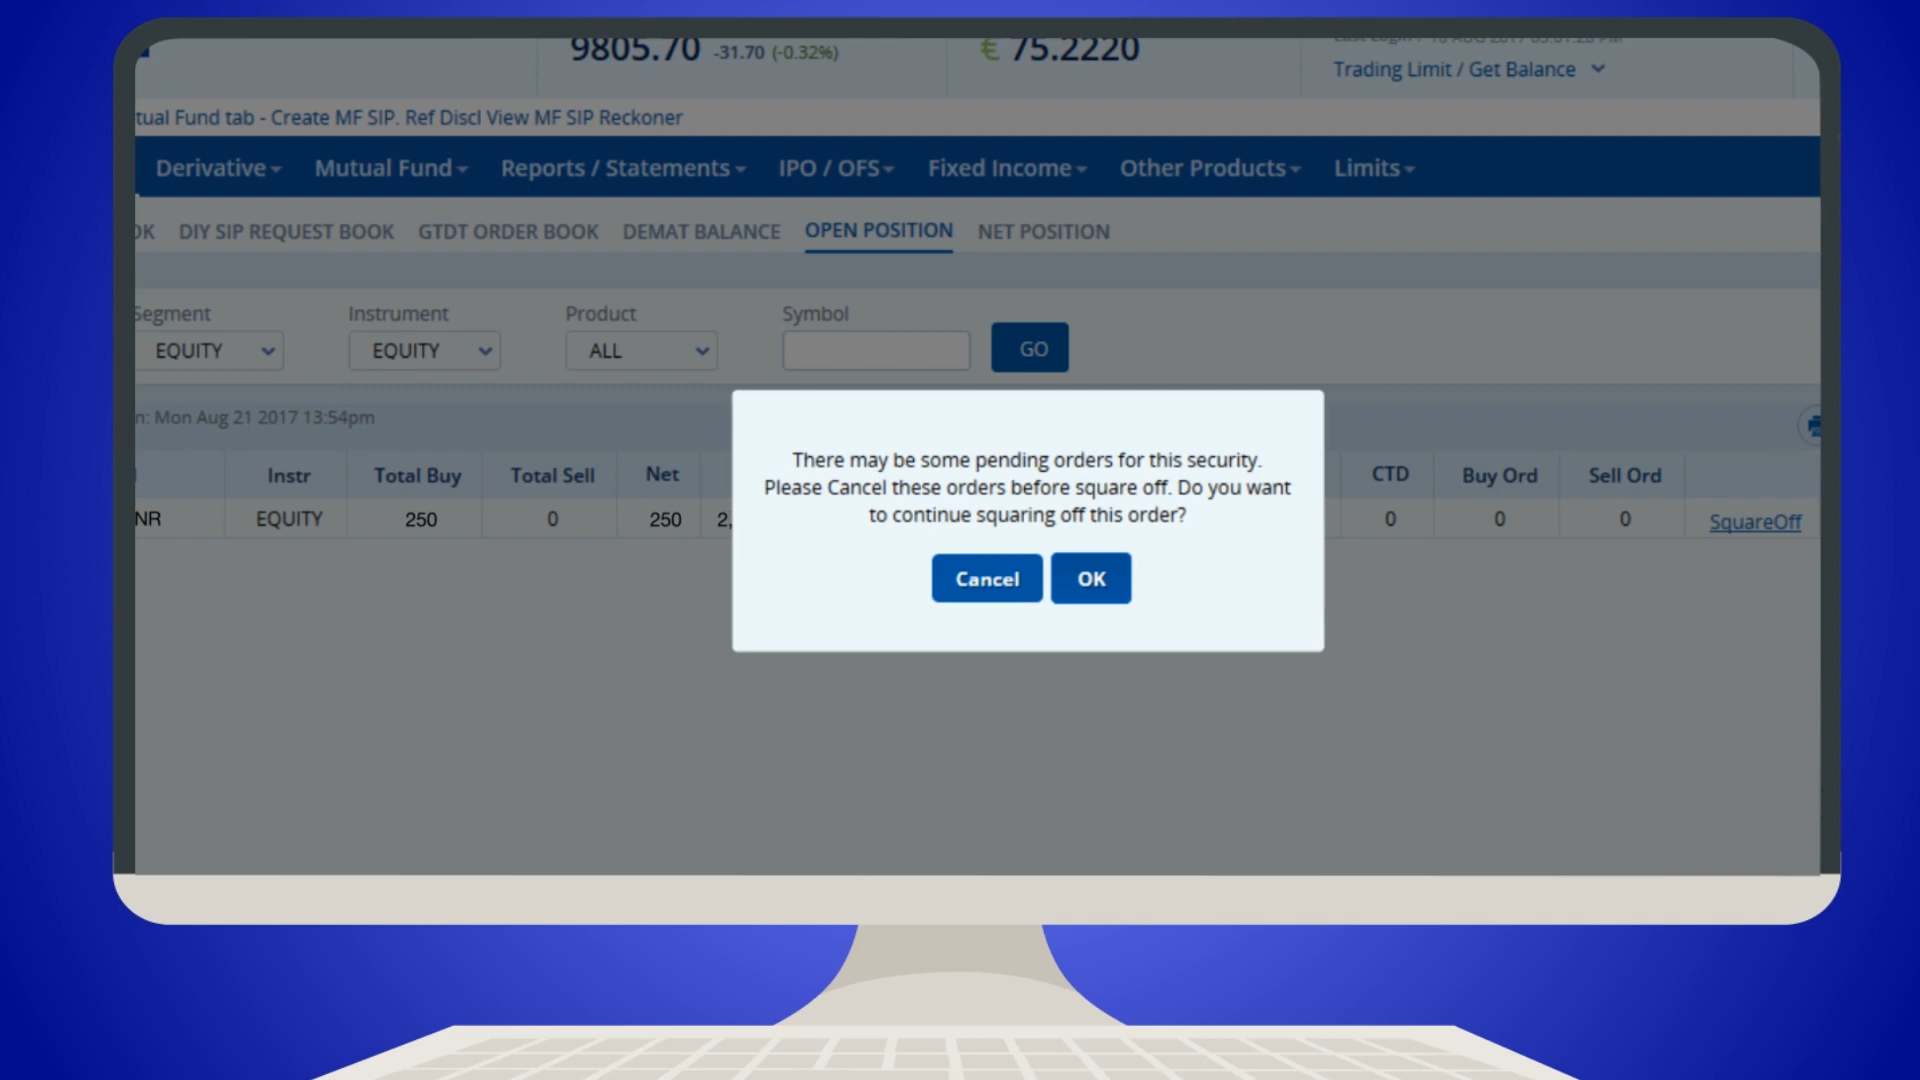 9805.70 -31.70 (-0.32%) € 75.2220
Trading Limit / Get Balance
tual Fund tab - Create MF SIP. Ref Discl View MF SIP Reckoner
Derivative Mutual Fund Reports / Statements IPO / OFS Fixed Income Other Products Limits
OK DIY SIP REQUEST BOOK GTDT ORDER BOOK DEMAT BALANCE OPEN POSITION NET POSITION
Segment Instrument Product Symbol
EQUITY EQUITY ALL GO
n: Mon Aug 21 2017 13:54pm
Instr Total Buy Total Sell Net CTD Buy Ord Sell Ord
NR EQUITY 250 0 250 2, 0 0 0 SquareOff
There may be some pending orders for this security.
Please Cancel these orders before square off. Do you want
to continue squaring off this order?
Cancel OK